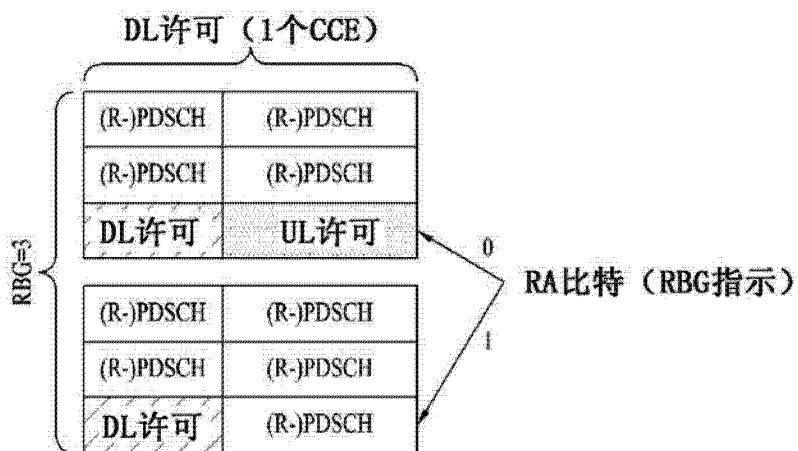 DL许可（1个CCE）
(R-)PDSCH (R-)PDSCH
(R-)PDSCH (R-)PDSCH
DL许可 UL许可
0
RBG=3
RA比特（RBG指示）
(R-)PDSCH (R-)PDSCH
1
(R-)PDSCH (R-)PDSCH
DL许可 (R-)PDSCH